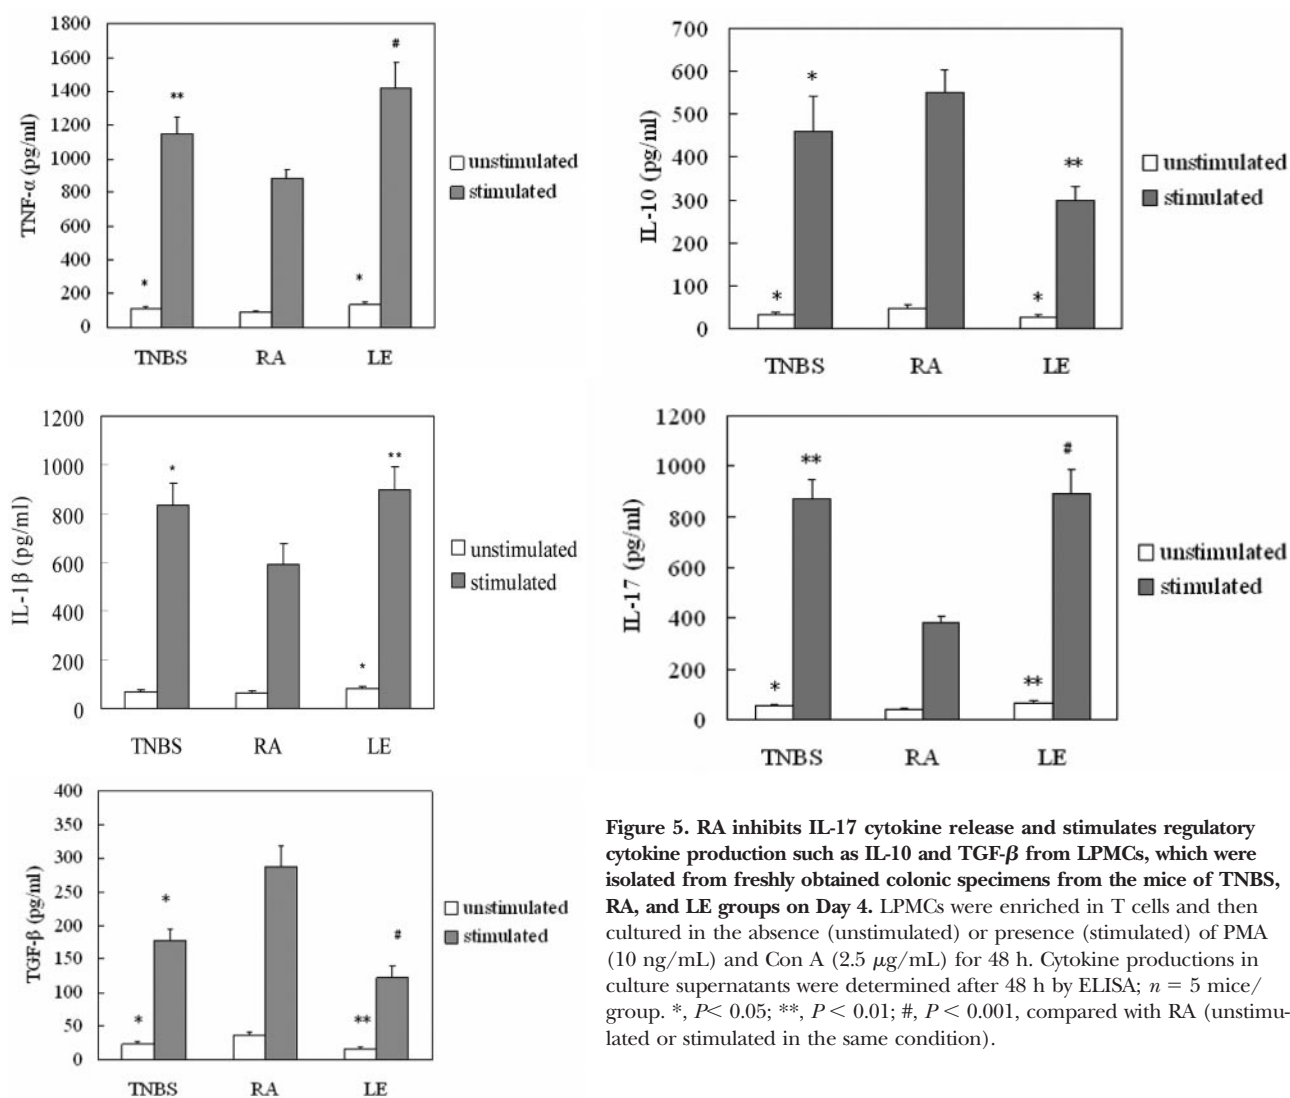 1800
1600
1400
1200
1000
800
600
400
200
0
TNF-α (pg/ml)
*
**
*
#
TNBS
RA
LE
unstimulated
stimulated
700
600
500
400
300
200
100
0
IL-10 (pg/ml)
*
*
*
**
TNBS
RA
LE
unstimulated
stimulated
1200
1000
800
600
400
200
0
IL-1β (pg/ml)
*
*
**
TNBS
RA
LE
unstimulated
stimulated
1200
1000
800
600
400
200
0
IL-17 (pg/ml)
*
**
**
#
TNBS
RA
LE
unstimulated
stimulated
400
350
300
250
200
150
100
50
0
TGF-β (pg/ml)
*
*
**
#
TNBS
RA
LE
unstimulated
stimulated
Figure 5. RA inhibits IL-17 cytokine release and stimulates regulatory
cytokine production such as IL-10 and TGF-β from LPMCs, which were
isolated from freshly obtained colonic specimens from the mice of TNBS,
RA, and LE groups on Day 4. LPMCs were enriched in T cells and then
cultured in the absence (unstimulated) or presence (stimulated) of PMA
(10 ng/mL) and Con A (2.5 μg/mL) for 48 h. Cytokine productions in
culture supernatants were determined after 48 h by ELISA; n = 5 mice/
group. *, P< 0.05; **, P < 0.01; #, P < 0.001, compared with RA (unstimu-
lated or stimulated in the same condition).